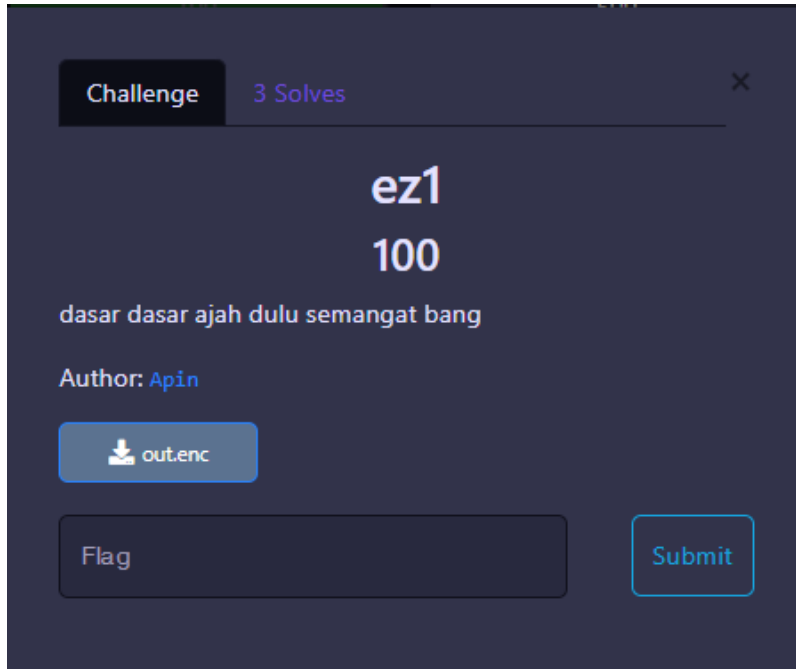 Challenge 3 Solves ×
ez1
100
dasar dasar ajah dulu semangat bang
Author: Apin
out.enc
Flag Submit